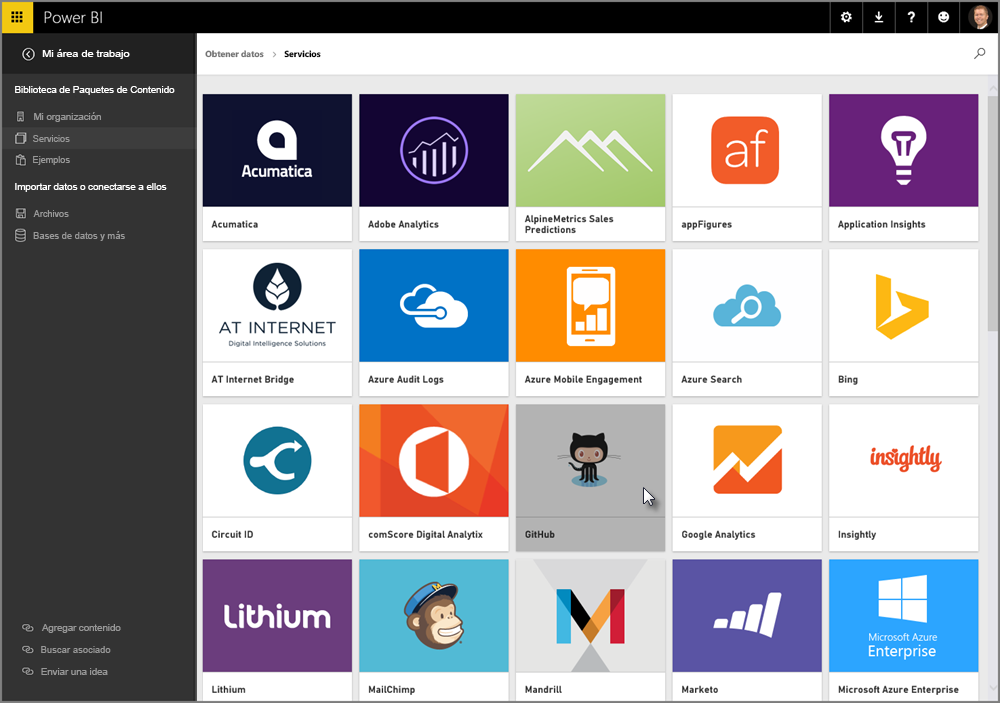 Power BI
?
Mi área de trabajo
Obtener datos > Servicios
Biblioteca de Paquetes de Contenido
Mi organización
Servicios
Ejemplos
Importar datos o conectarse a ellos
Archivos
Bases de datos y más
Agregar contenido
Buscar asociado
Enviar una idea
Acumatica
Acumatica
Adobe Analytics
AlpineMetrics Sales
Predictions
af
appFigures
Application Insights
AT INTERNET
Digital Intelligence Solutions
AT Internet Bridge
Azure Audit Logs
Azure Mobile Engagement
Azure Search
Bing
Circuit ID
comScore Digital Analytix
GitHub
Google Analytics
insightly
Insightly
Lithium
Lithium
MailChimp
Mandrill
Marketo
Microsoft Azure
Enterprise
Microsoft Azure Enterprise